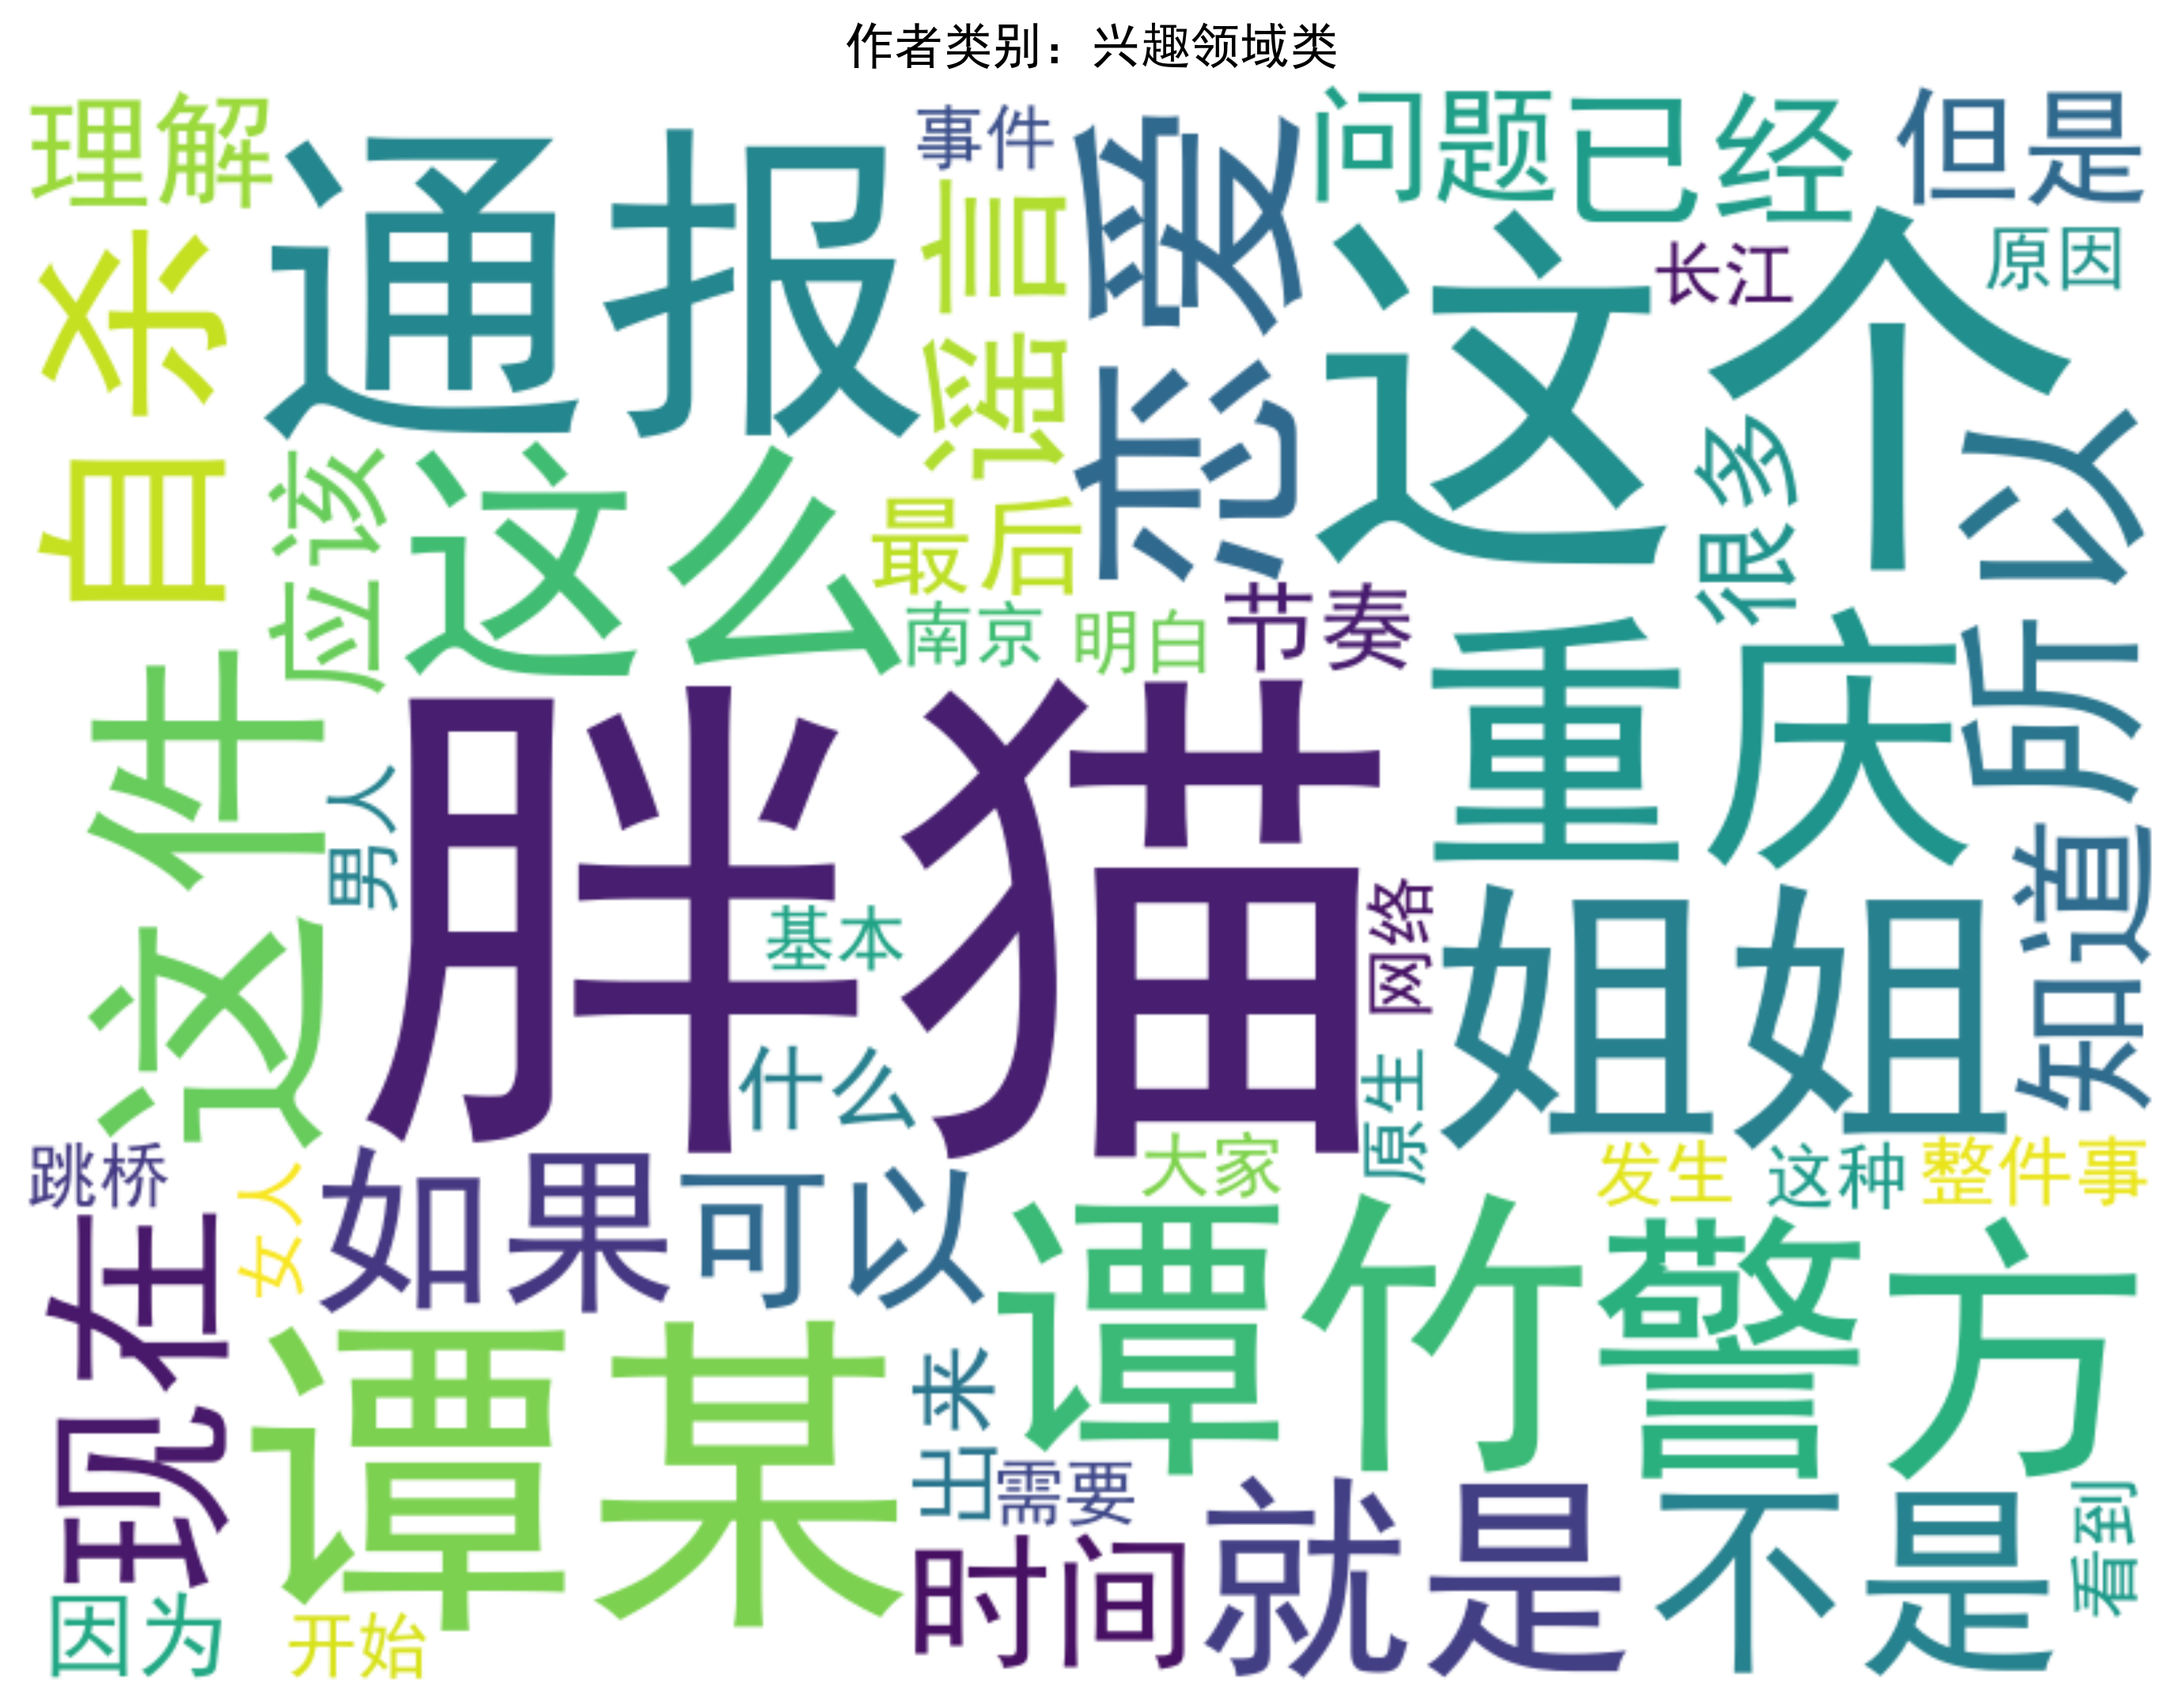 作者类别：兴趣领域类
理解
事件
问题
已经
但是
通报
自杀
信息
恋爱
这个
长江
原因
很多
所以
应该
这么
最后
南京
明白
节奏
重庆
这件
男人
胖猫
基本
什么
网络
原生
姐姐
知道
跳桥
女人
如果
可以
大家
发生
这种
整件事
现在
谭某
谭竹
警方
出来
需要
时间
就是
不是
看到
因为
开始